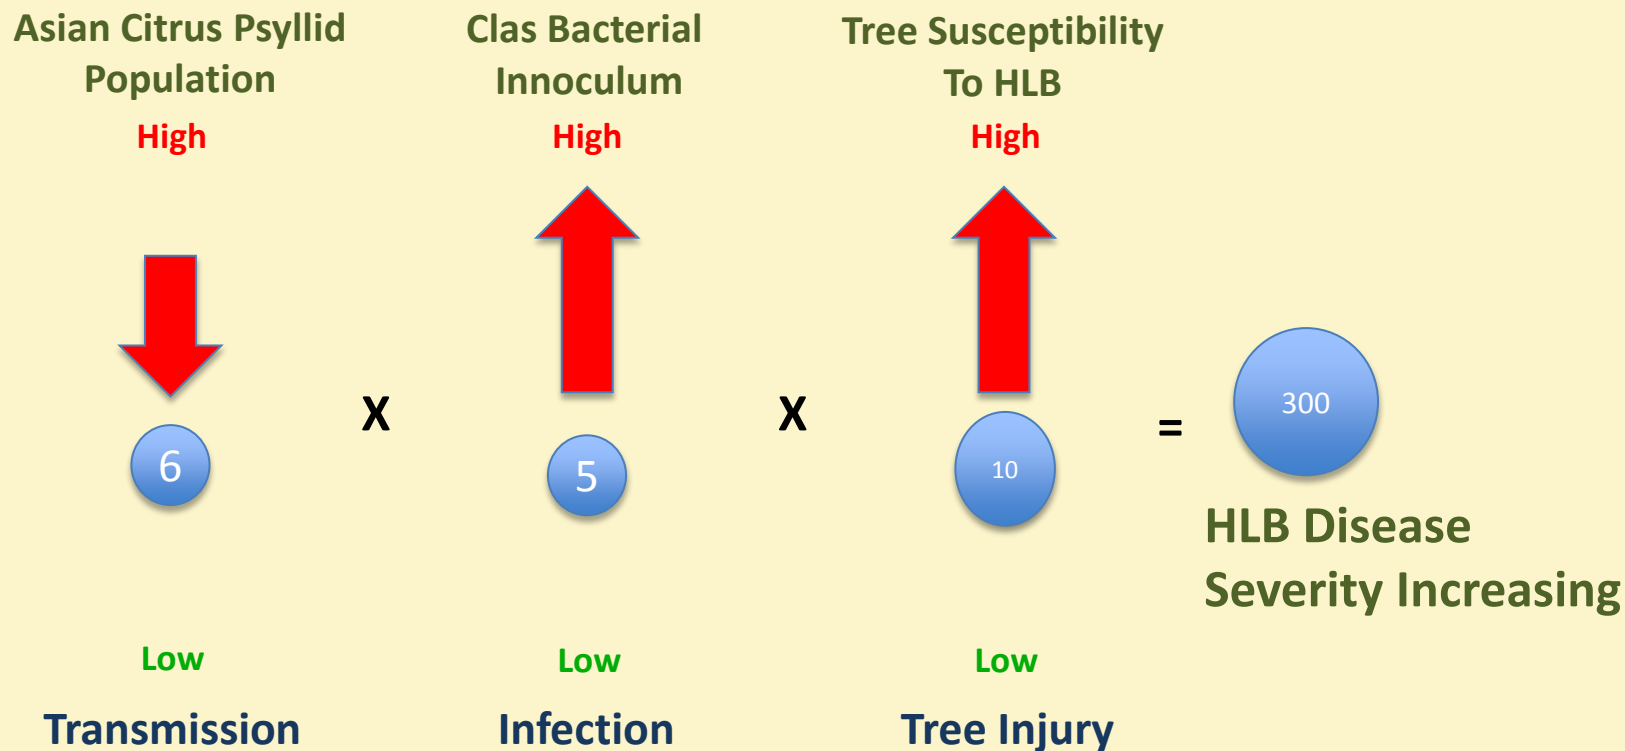 Asian Citrus Psyllid
Population
High
Clas Bacterial
Innoculum
High
Tree Susceptibility
To HLB
High
6
X
5
X
10
=
300
HLB Disease
Severity Increasing
Low
Low
Low
Transmission
Infection
Tree Injury